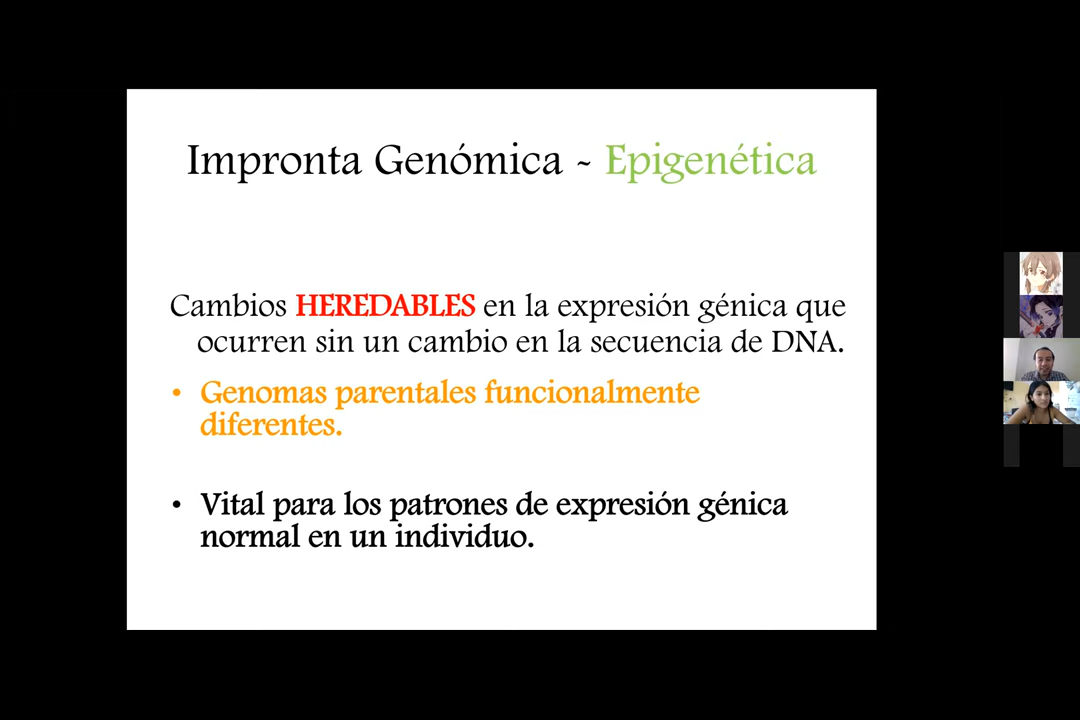 Impronta Genómica - Epigenética
Cambios HEREDABLES en la expresión génica que
ocurren sin un cambio en la secuencia de DNA.
• Genomas parentales funcionalmente
diferentes.
• Vital para los patrones de expresión génica
normal en un individuo.